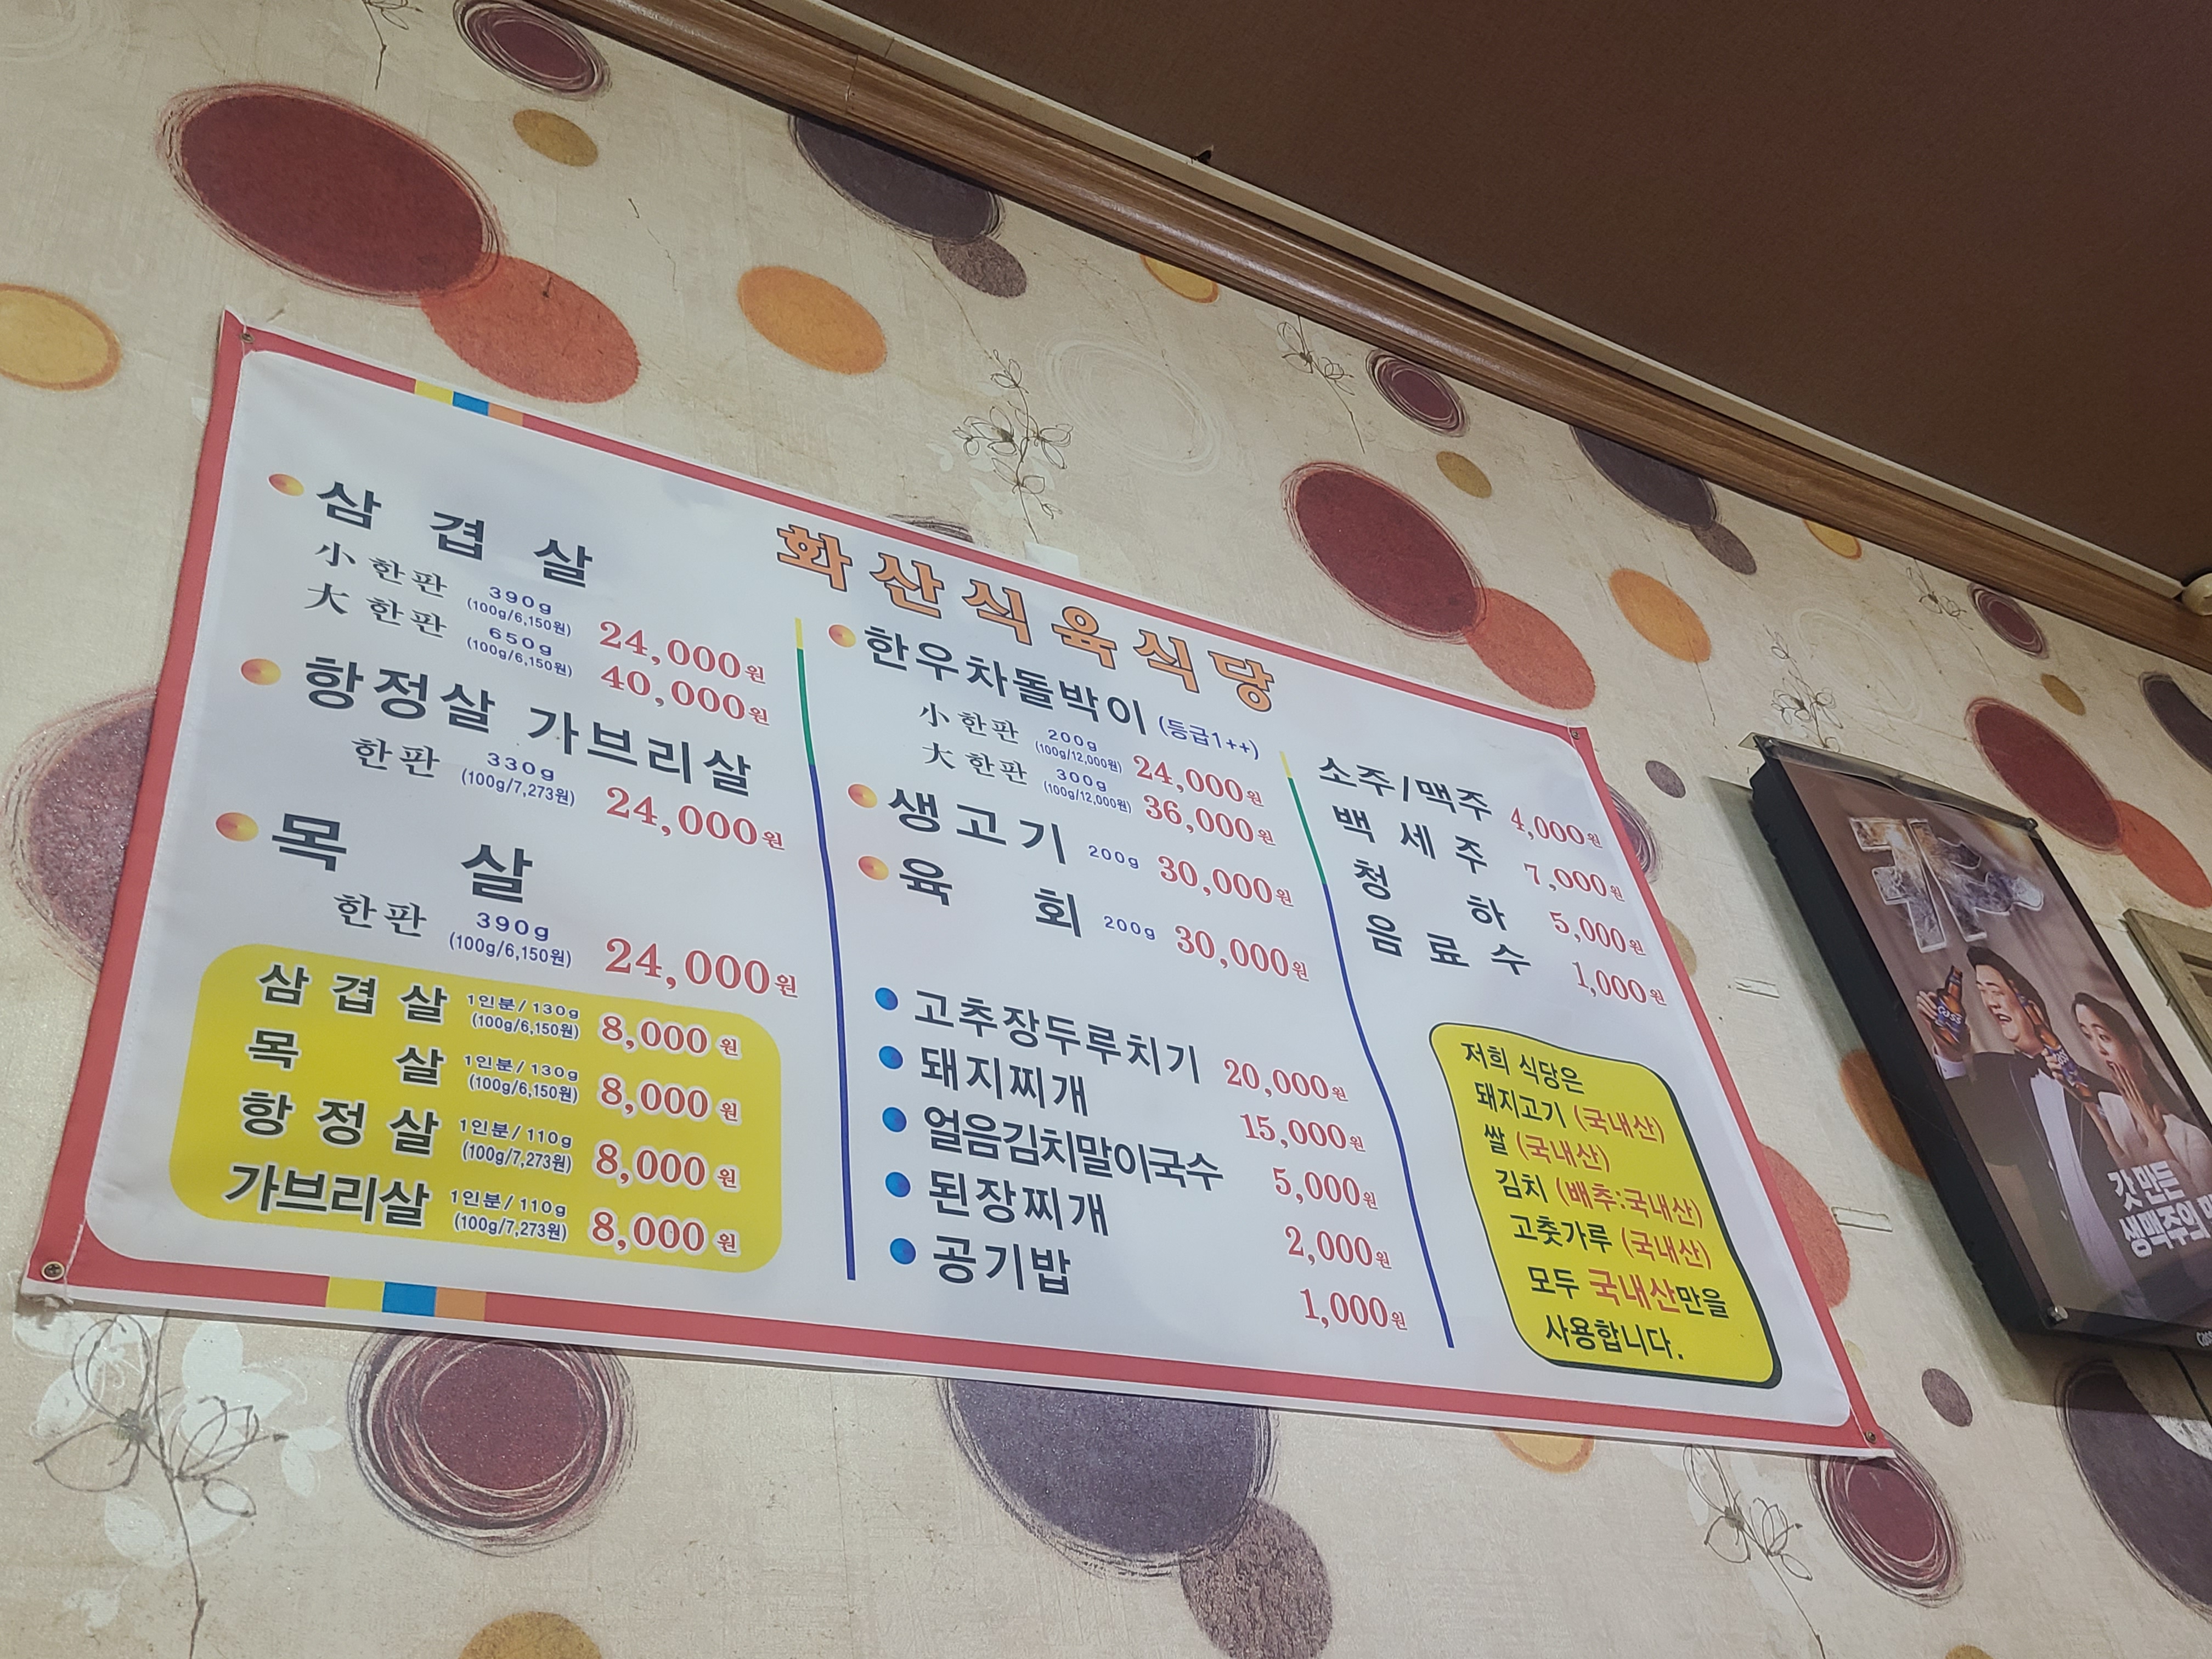 화산식육식당
삼겹살
小 한판 390g (100g/6,150원) 24,000원
大 한판 650g (100g/6,150원) 40,000원
항정살 가브리살
한판 330g (100g/7,273원) 24,000원
목살
한판 390g (100g/6,150원) 24,000원
삼겹살 1인분/130g (100g/6,150원) 8,000원
목살 1인분/130g (100g/6,150원) 8,000원
항정살 1인분/110g (100g/7,273원) 8,000원
가브리살 1인분/110g (100g/7,273원) 8,000원
한우차돌박이 (등급1++)
小 한판 200g (100g/12,000원) 24,000원
大 한판 300g (100g/12,000원) 36,000원
생고기 200g 30,000원
육회 200g 30,000원
고추장두루치기 20,000원
돼지찌개 15,000원
얼음김치말이국수 5,000원
된장찌개 2,000원
공기밥 1,000원
소주/맥주 4,000원
백세주 7,000원
청하 5,000원
음료수 1,000원
저희 식당은
돼지고기 (국내산)
쌀 (국내산)
김치 (배추:국내산)
고춧가루 (국내산)
모두 국내산만을
사용합니다.
캬
갓 만든
생맥주의